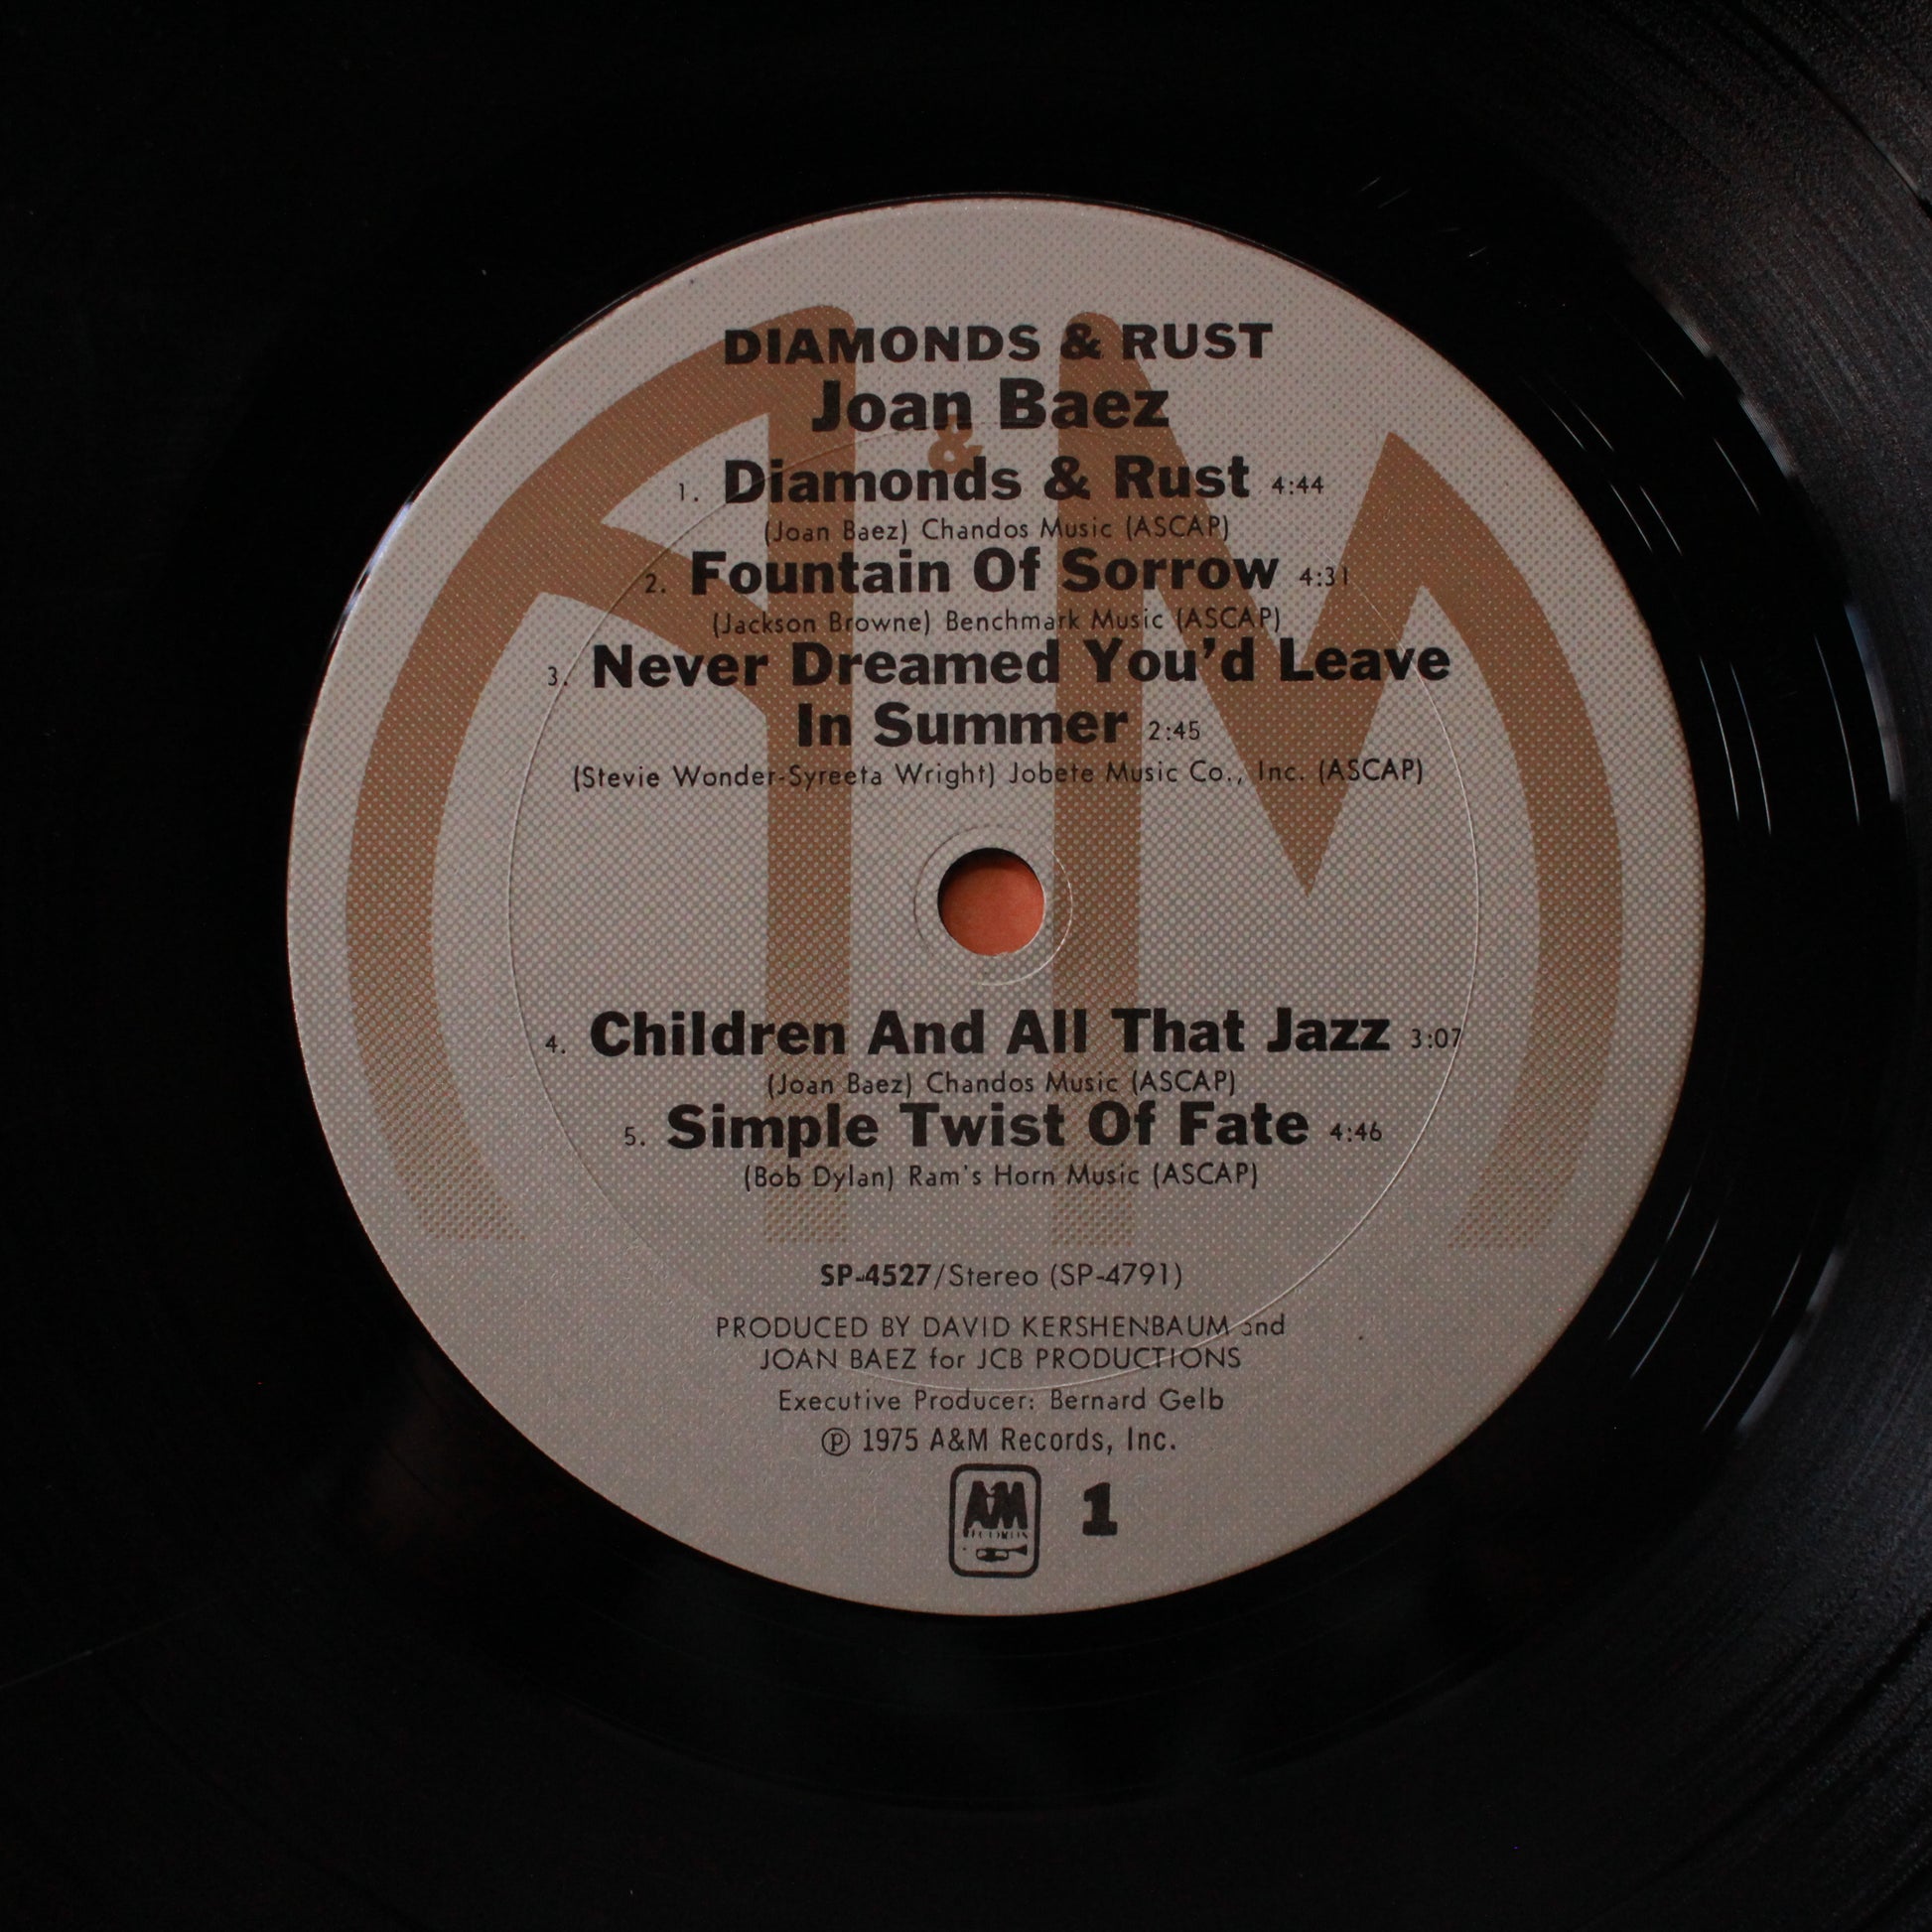 DIAMONDS & RUST
Joan Baez
&
1. Diamonds & Rust 4:44
(Joan Baez) Chandos Music (ASCAP)
2. Fountain Of Sorrow 4:31
(Jackson Browne) Benchmark Music (ASCAP)
3. Never Dreamed You'd Leave
In Summer 2:45
(Stevie Wonder-Syreeta Wright) Jobete Music Co., Inc. (ASCAP)
4. Children And All That Jazz 3:07
(Joan Baez) Chandos Music (ASCAP)
5. Simple Twist Of Fate 4:46
(Bob Dylan) Ram's Horn Music (ASCAP)
SP-4527/Stereo (SP-4791)
PRODUCED BY DAVID KERSHENBAUM and
JOAN BAEZ for JCB PRODUCTIONS
Executive Producer: Bernard Gelb
℗ 1975 A&M Records, Inc.
A&M 1
RECORDS